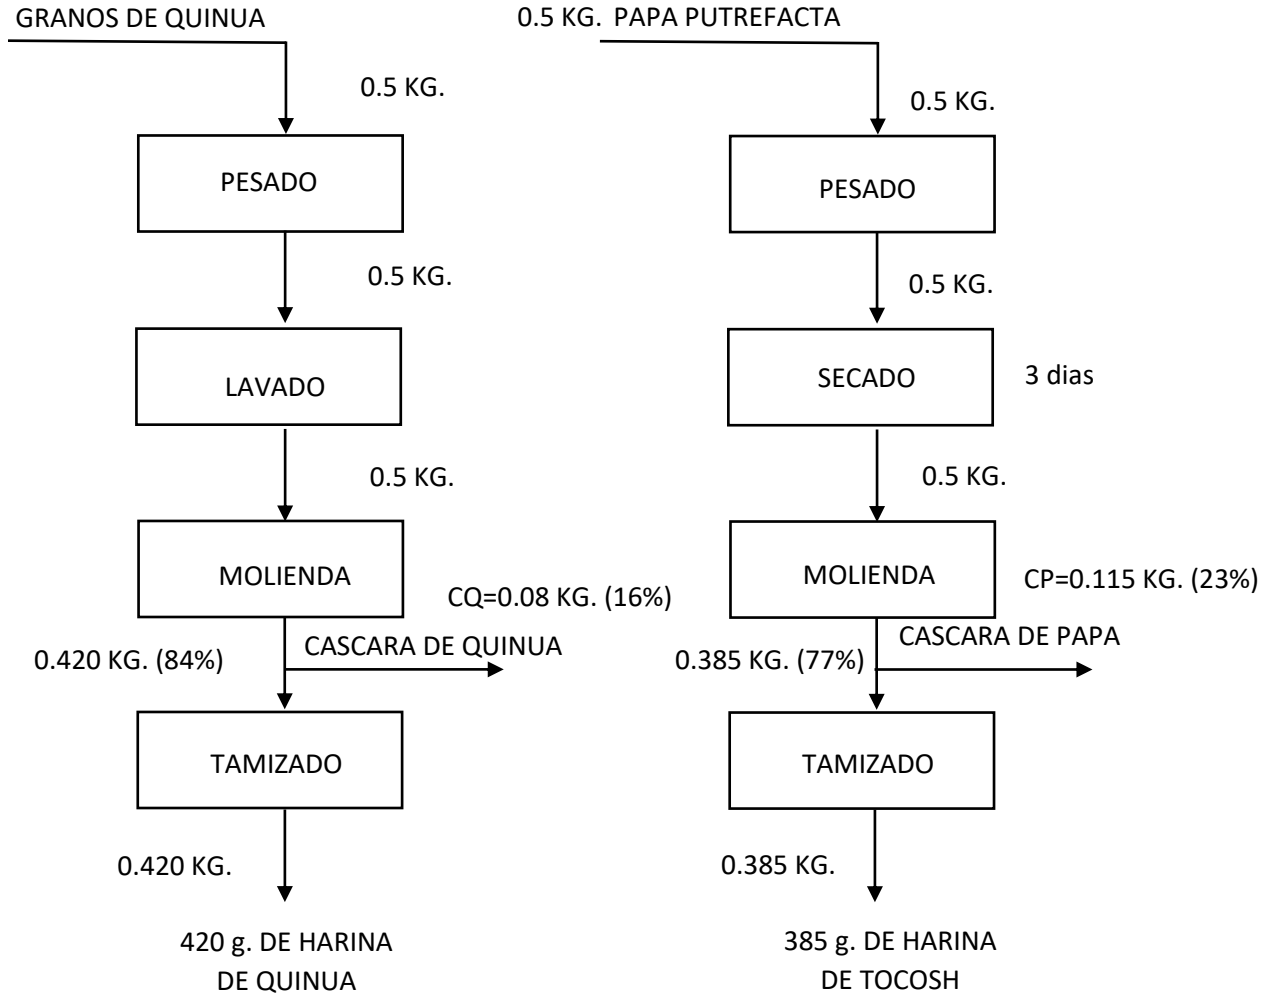 GRANOS DE QUINUA
0.5 KG.
PESADO
0.5 KG.
LAVADO
0.5 KG.
MOLIENDA
CQ=0.08 KG. (16%)
CASCARA DE QUINUA
0.420 KG. (84%)
TAMIZADO
0.420 KG.
420 g. DE HARINA
DE QUINUA
0.5 KG. PAPA PUTREFACTA
0.5 KG.
PESADO
0.5 KG.
SECADO
3 dias
0.5 KG.
MOLIENDA
CP=0.115 KG. (23%)
CASCARA DE PAPA
0.385 KG. (77%)
TAMIZADO
0.385 KG.
385 g. DE HARINA
DE TOCOSH